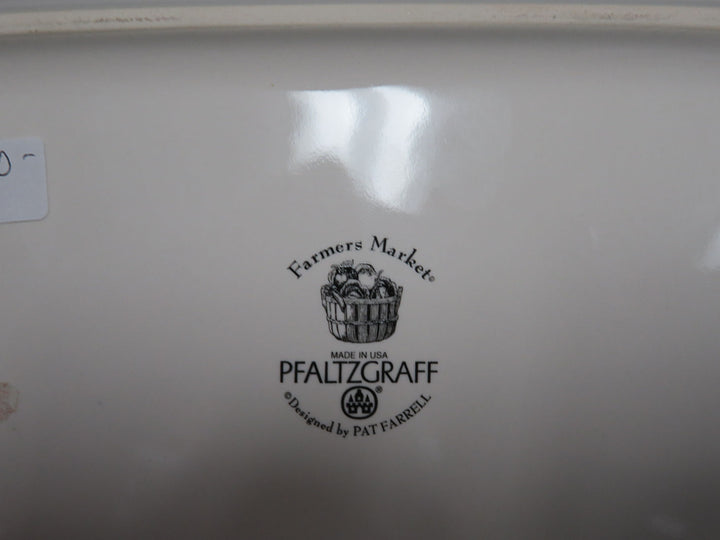 Farmers Market©
MADE IN USA
PFALTZGRAFF®
©Designed by PAT FARRELL